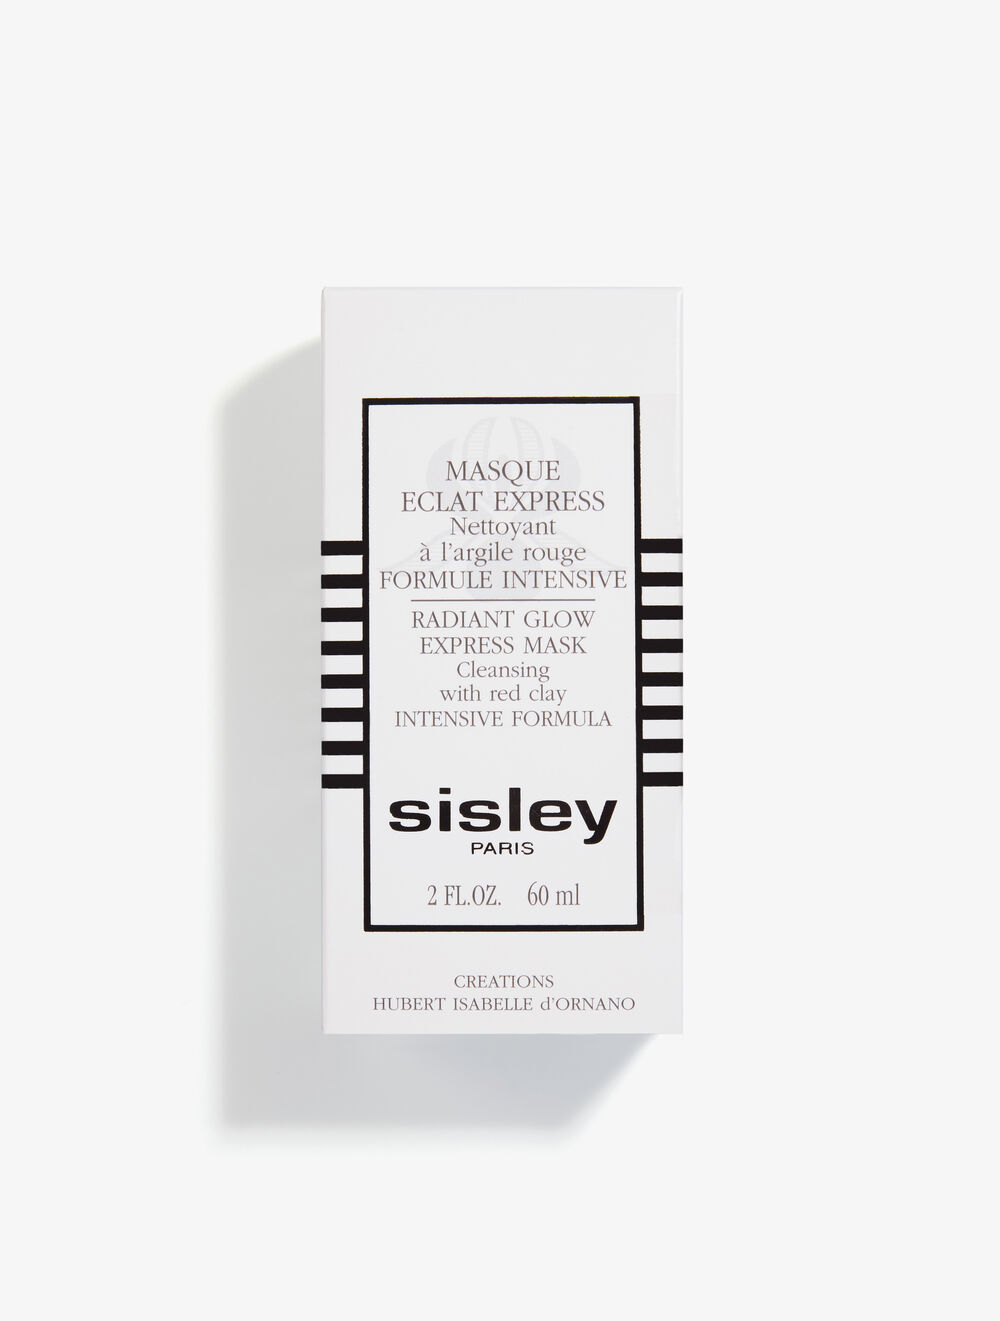 MASQUE
ECLAT EXPRESS
Nettoyant
à l'argile rouge
FORMULE INTENSIVE
RADIANT GLOW
EXPRESS MASK
Cleansing
with red clay
INTENSIVE FORMULA
sisley
PARIS
2 FL.OZ. 60 ml
CREATIONS
HUBERT ISABELLE d'ORNANO